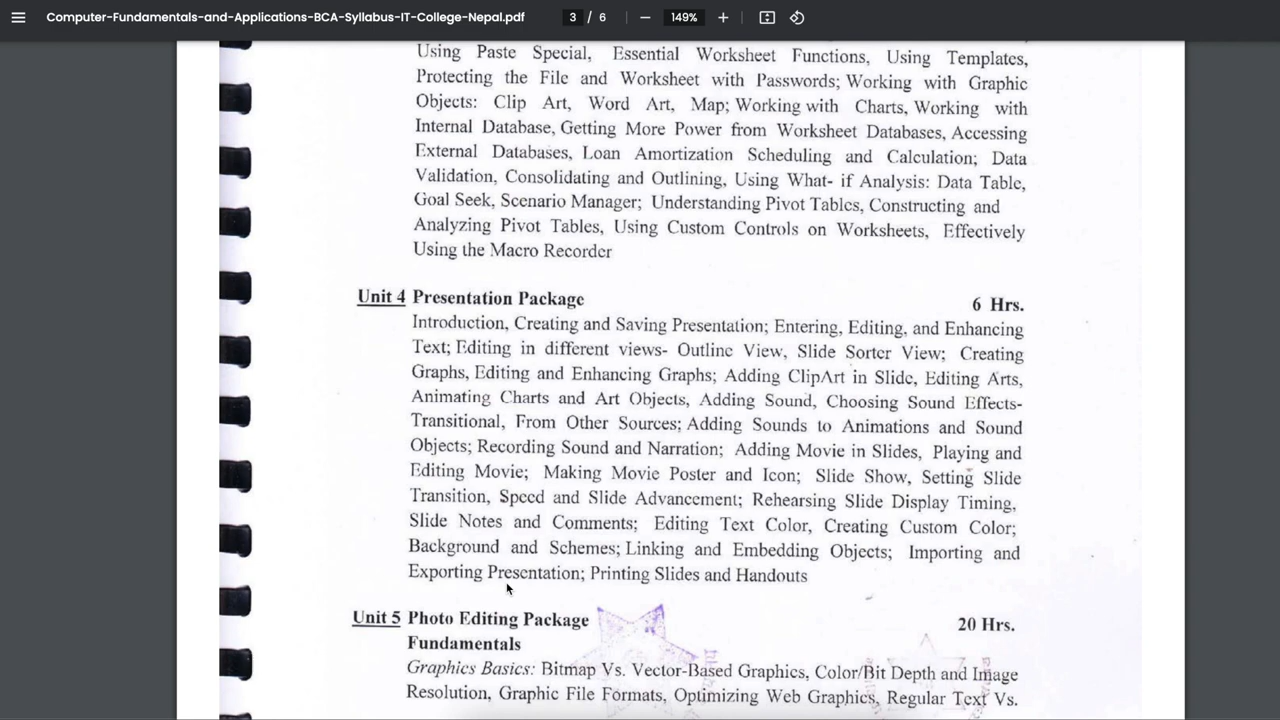 Computer-Fundamentals-and-Applications-BCA-Syllabus-IT-College-Nepal.pdf 3 / 6 149%
Using Paste Special, Essential Worksheet Functions, Using Templates,
Protecting the File and Worksheet with Passwords; Working with Graphic
Objects: Clip Art, Word Art, Map; Working with Charts, Working with
Internal Database, Getting More Power from Worksheet Databases, Accessing
External Databases, Loan Amortization Scheduling and Calculation; Data
Validation, Consolidating and Outlining, Using What- if Analysis: Data Table,
Goal Seek, Scenario Manager; Understanding Pivot Tables, Constructing and
Analyzing Pivot Tables, Using Custom Controls on Worksheets, Effectively
Using the Macro Recorder
Unit 4 Presentation Package 6 Hrs.
Introduction, Creating and Saving Presentation; Entering, Editing, and Enhancing
Text; Editing in different views- Outline View, Slide Sorter View; Creating
Graphs, Editing and Enhancing Graphs; Adding ClipArt in Slide, Editing Arts,
Animating Charts and Art Objects, Adding Sound, Choosing Sound Effects-
Transitional, From Other Sources; Adding Sounds to Animations and Sound
Objects; Recording Sound and Narration; Adding Movie in Slides, Playing and
Editing Movie; Making Movie Poster and Icon; Slide Show, Setting Slide
Transition, Speed and Slide Advancement; Rehearsing Slide Display Timing,
Slide Notes and Comments; Editing Text Color, Creating Custom Color;
Background and Schemes; Linking and Embedding Objects; Importing and
Exporting Presentation; Printing Slides and Handouts
Unit 5 Photo Editing Package 20 Hrs.
Fundamentals
Graphics Basics: Bitmap Vs. Vector-Based Graphics, Color/Bit Depth and Image
Resolution, Graphic File Formats, Optimizing Web Graphics, Regular Text Vs.